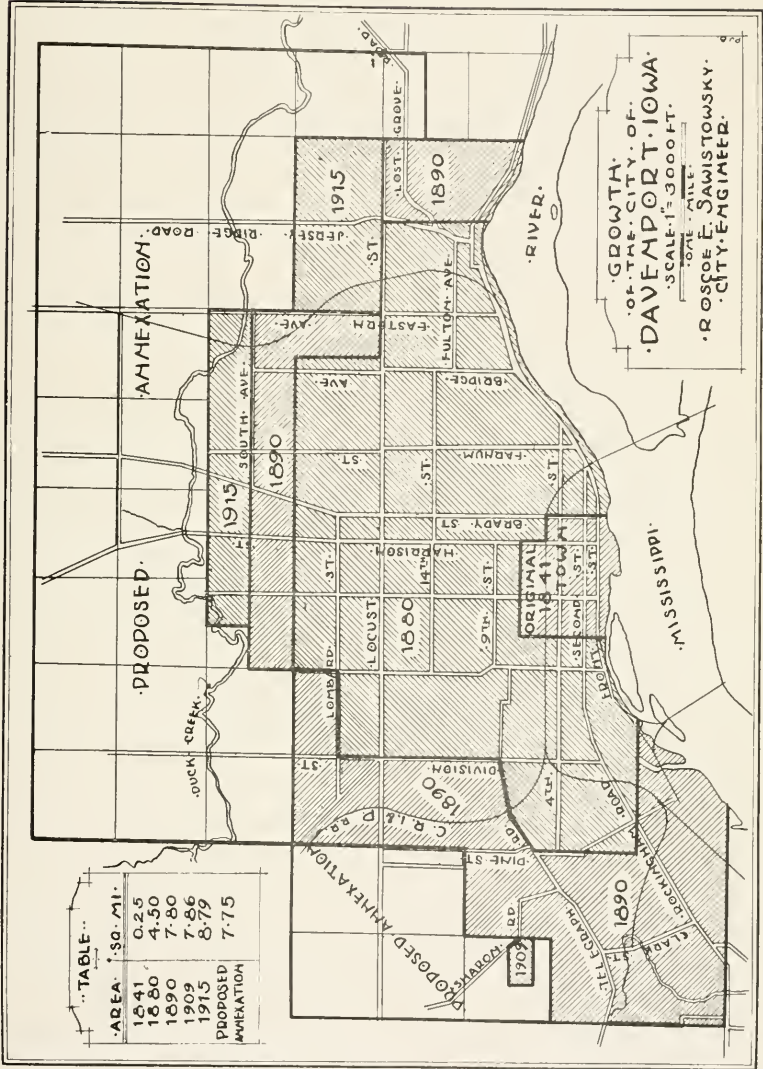 ·GROWTH·
·OF·THE·CITY·OF·
·DAVENPORT·IOWA·
·SCALE·1"=3000 FT·
·ONE·MILE·
·ROSCOE E. SAWISTOWSKY·
·CITY·ENGINEER·
··TABLE··
·AREA· ·SQ·MI·
1841 0.25
1880 4.50
1890 7.80
1909 7.86
1915 8.79
PROPOSED ANNEXATION 7.75
·PROPOSED· ·ANNEXATION·
·DUCK·CREEK·
1915
SOUTH·AVE·
1890
·ST·
1915
JERSEY·RIDGE·ROAD·
·LOST·GROVE·ROAD·
1890
EASTERN·AVE·
·FULTON·AVE·
·BRIDGE·AVE·
·FARNUM·ST·
·BRADY·ST·
HARRISON·ST·
LOMBARD·ST·
LOCUST·ST·
1880
14TH·ST·
·9TH·ST·
ORIGINAL TOWN
1841
·SECOND·ST·
FRONT·ST·
·4TH·ST·
·DIVISION·ST·
1890
C.R.I.&P.R.R.
PROPOSED·ANNEXATION
PINE·ST·
1909
·TELEGRAPH·RD·
1890
CLARK·ST·
·ROCKINGHAM·ROAD·
·MISSISSIPPI·
·RIVER·